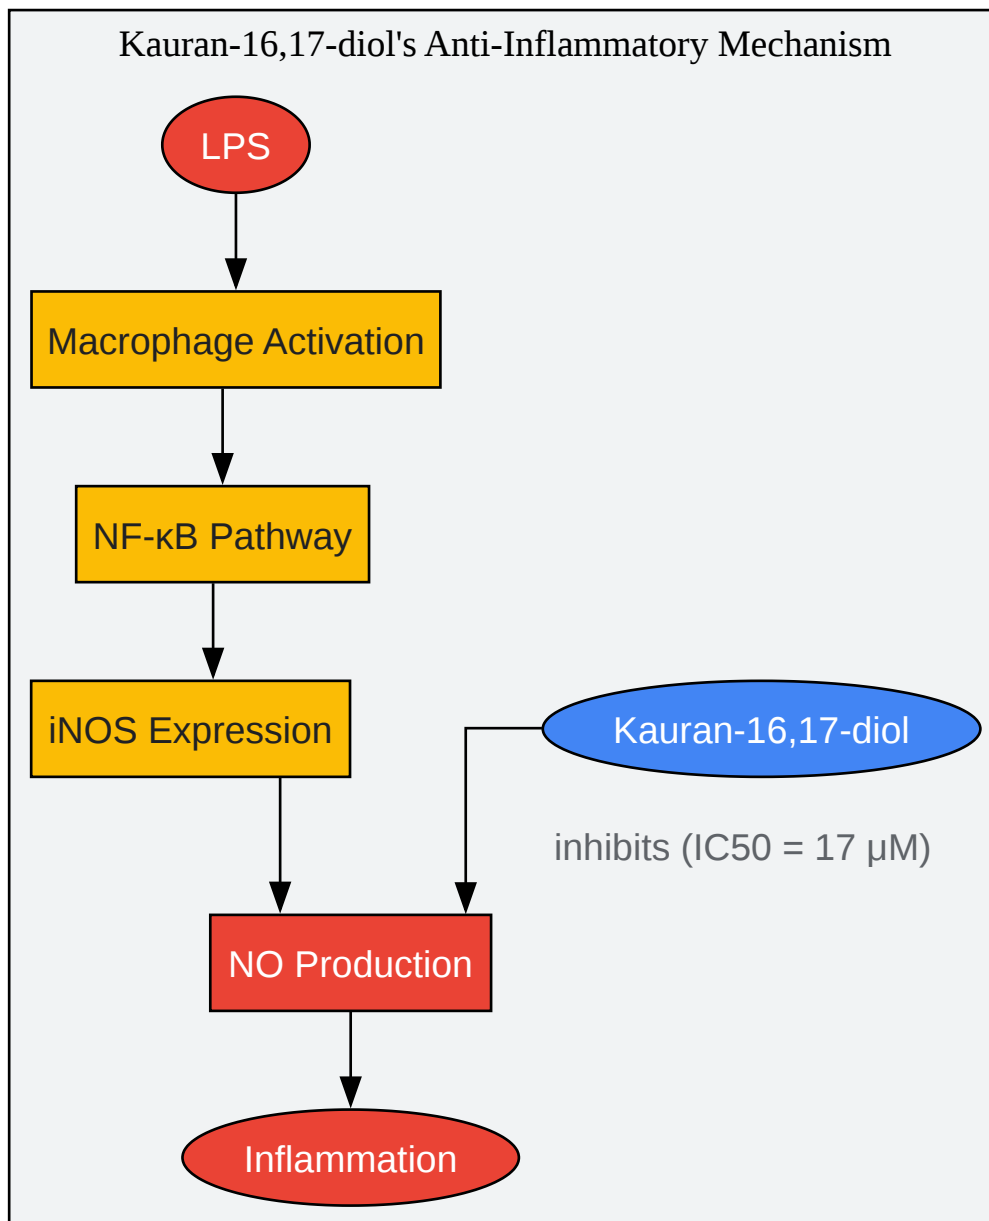 Kauran-16,17-diol's Anti-Inflammatory Mechanism
LPS
Macrophage Activation
NF-κB Pathway
iNOS Expression
Kauran-16,17-diol
inhibits (IC50 = 17 μM)
NO Production
Inflammation